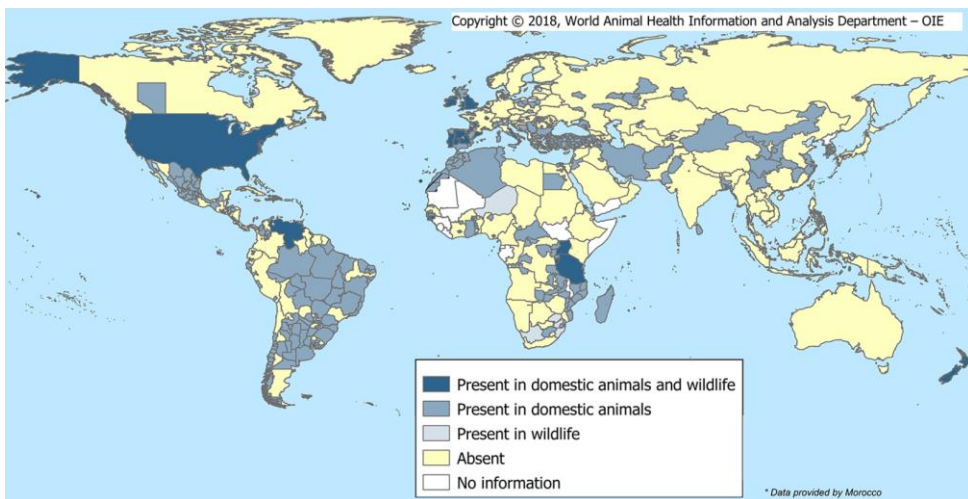 Copyright © 2018, World Animal Health Information and Analysis Department – OIE
Present in domestic animals and wildlife
Present in domestic animals
Present in wildlife
Absent
No information
* Data provided by Morocco